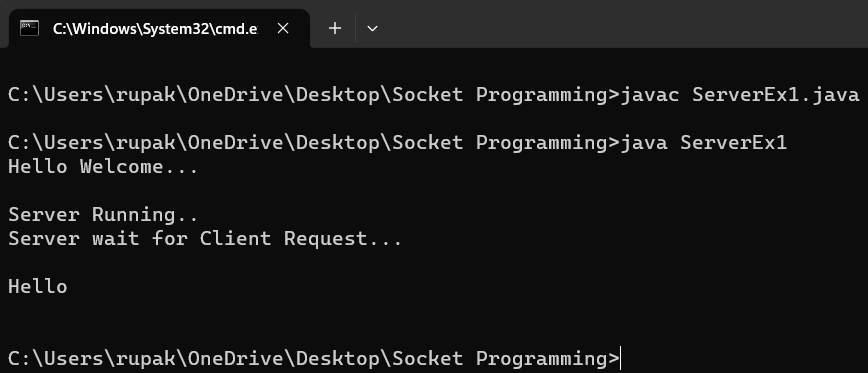 C:\Windows\System32\cmd.e
C:\Users\rupak\OneDrive\Desktop\Socket Programming>javac ServerEx1.java
C:\Users\rupak\OneDrive\Desktop\Socket Programming>java ServerEx1
Hello Welcome...
Server Running..
Server wait for Client Request...
Hello
C:\Users\rupak\OneDrive\Desktop\Socket Programming>